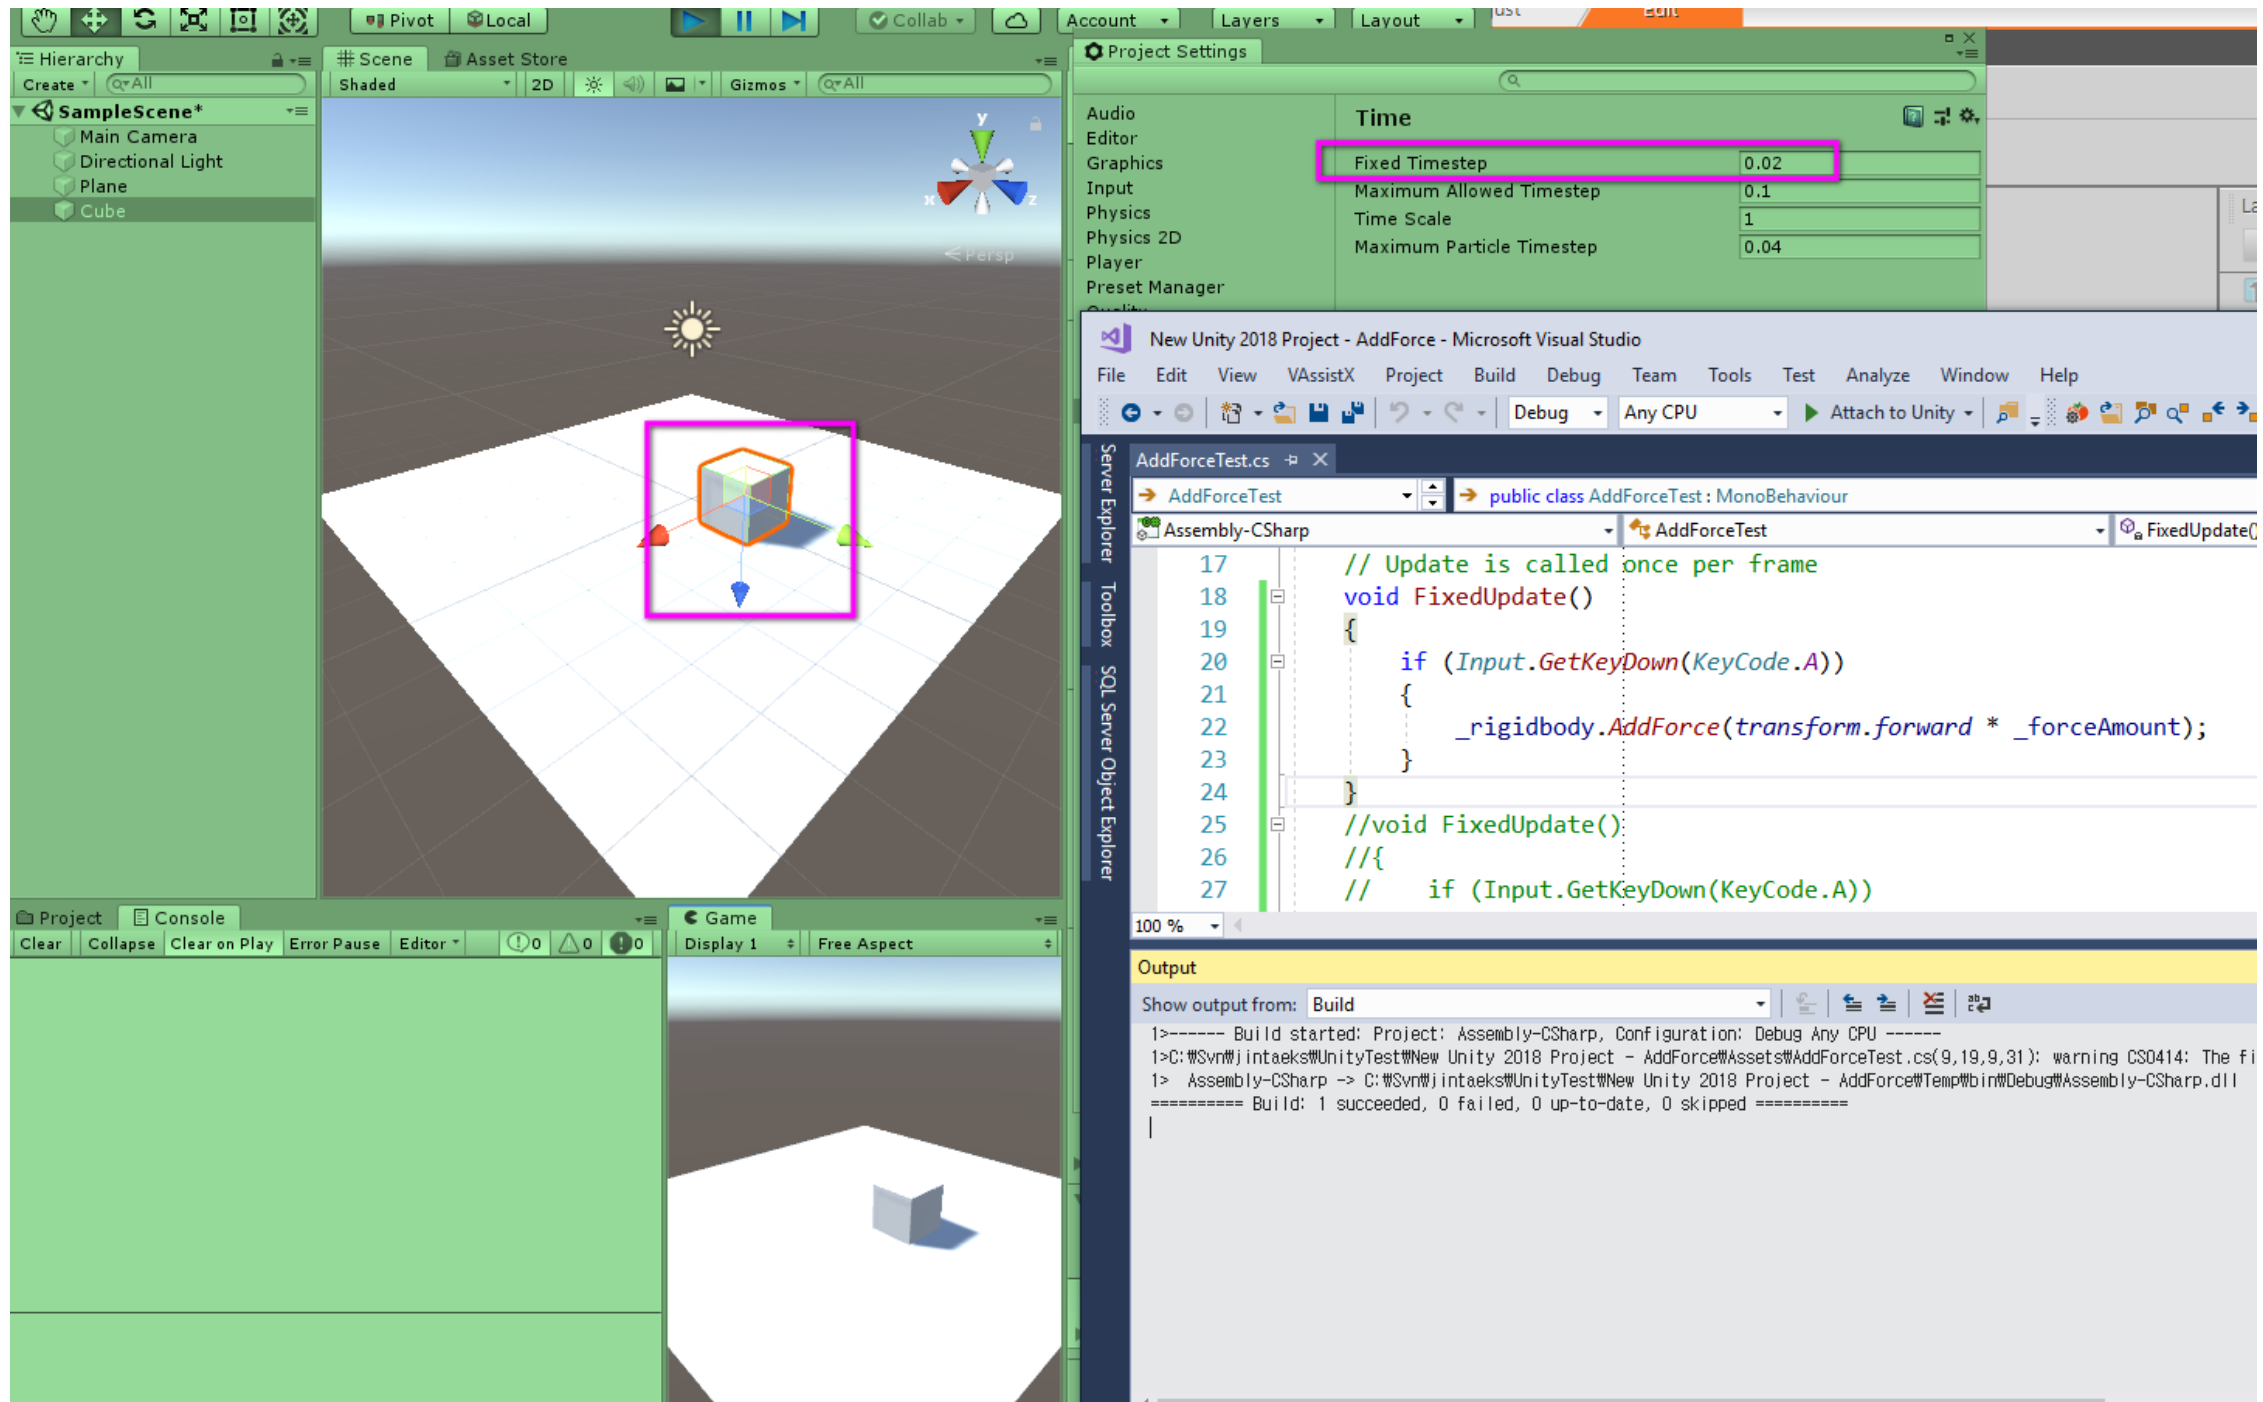 Pivot Local Collab Account Layers Layout
Hierarchy
Create All
SampleScene*
Main Camera
Directional Light
Plane
Cube
Scene Asset Store
Shaded 2D Gizmos All
y
x z
Persp
Project Settings
Audio
Editor
Graphics
Input
Physics
Physics 2D
Player
Preset Manager
Quality
Time
Fixed Timestep 0.02
Maximum Allowed Timestep 0.1
Time Scale 1
Maximum Particle Timestep 0.04
Edit
New Unity 2018 Project - AddForce - Microsoft Visual Studio
File Edit View VAssistX Project Build Debug Team Tools Test Analyze Window Help
Debug Any CPU Attach to Unity
Server Explorer
Toolbox
SQL Server Object Explorer
AddForceTest.cs
AddForceTest public class AddForceTest : MonoBehaviour
Assembly-CSharp AddForceTest FixedUpdate()
17 // Update is called once per frame
18 void FixedUpdate()
19 {
20 if (Input.GetKeyDown(KeyCode.A))
21 {
22 _rigidbody.AddForce(transform.forward * _forceAmount);
23 }
24 }
25 //void FixedUpdate()
26 //{
27 // if (Input.GetKeyDown(KeyCode.A))
100 %
Output
Show output from: Build
1>------ Build started: Project: Assembly-CSharp, Configuration: Debug Any CPU ------
1>C:₩Svn₩jintaeks₩UnityTest₩New Unity 2018 Project - AddForce₩Assets₩AddForceTest.cs(9,19,9,31): warning CS0414: The fi
1> Assembly-CSharp -> C:₩Svn₩jintaeks₩UnityTest₩New Unity 2018 Project - AddForce₩Temp₩bin₩Debug₩Assembly-CSharp.dll
========== Build: 1 succeeded, 0 failed, 0 up-to-date, 0 skipped ==========
Project Console
Clear Collapse Clear on Play Error Pause Editor 0 0 0
Game
Display 1 Free Aspect